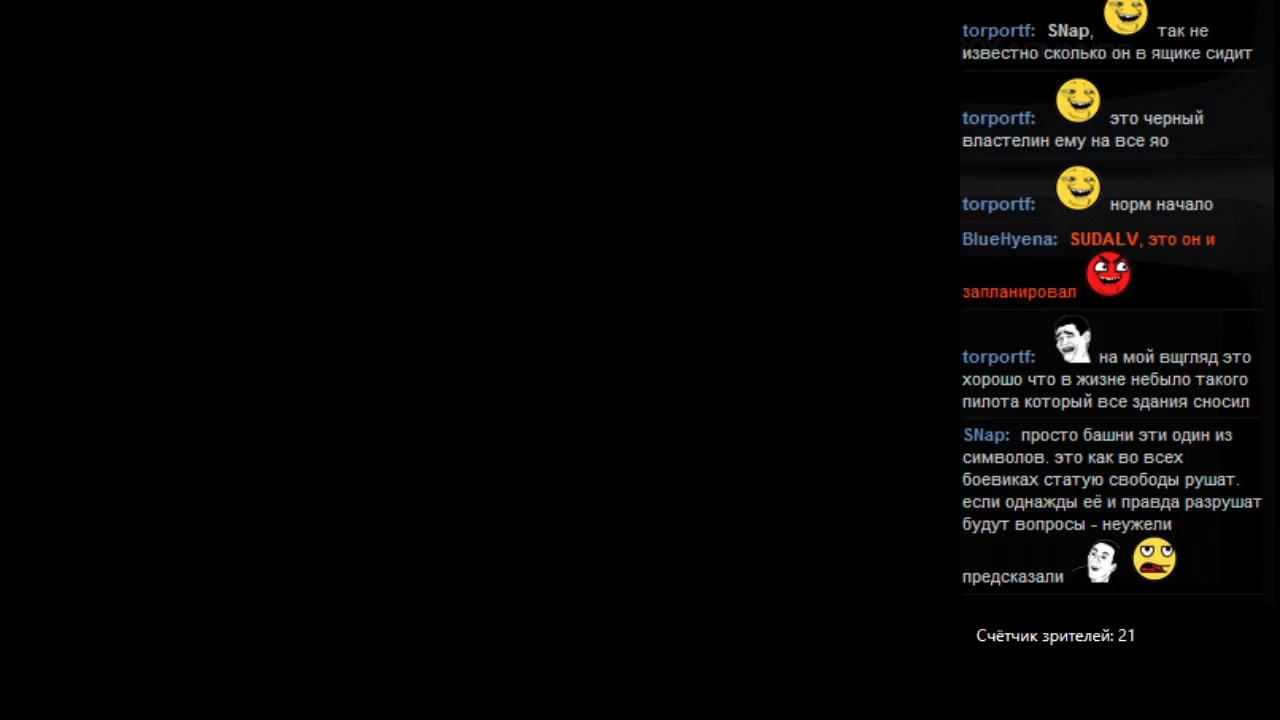 torportf: SNap, так не
известно сколько он в ящике сидит
torportf: это черный
властелин ему на все яо
torportf: норм начало
BlueHyena: SUDALV, это он и
запланировал
torportf: на мой вщгляд это
хорошо что в жизне небыло такого
пилота который все здания сносил
SNap: просто башни эти один из
символов. это как во всех
боевиках статую свободы рушат.
если однажды её и правда разрушат
будут вопросы - неужели
предсказали
Счётчик зрителей: 21